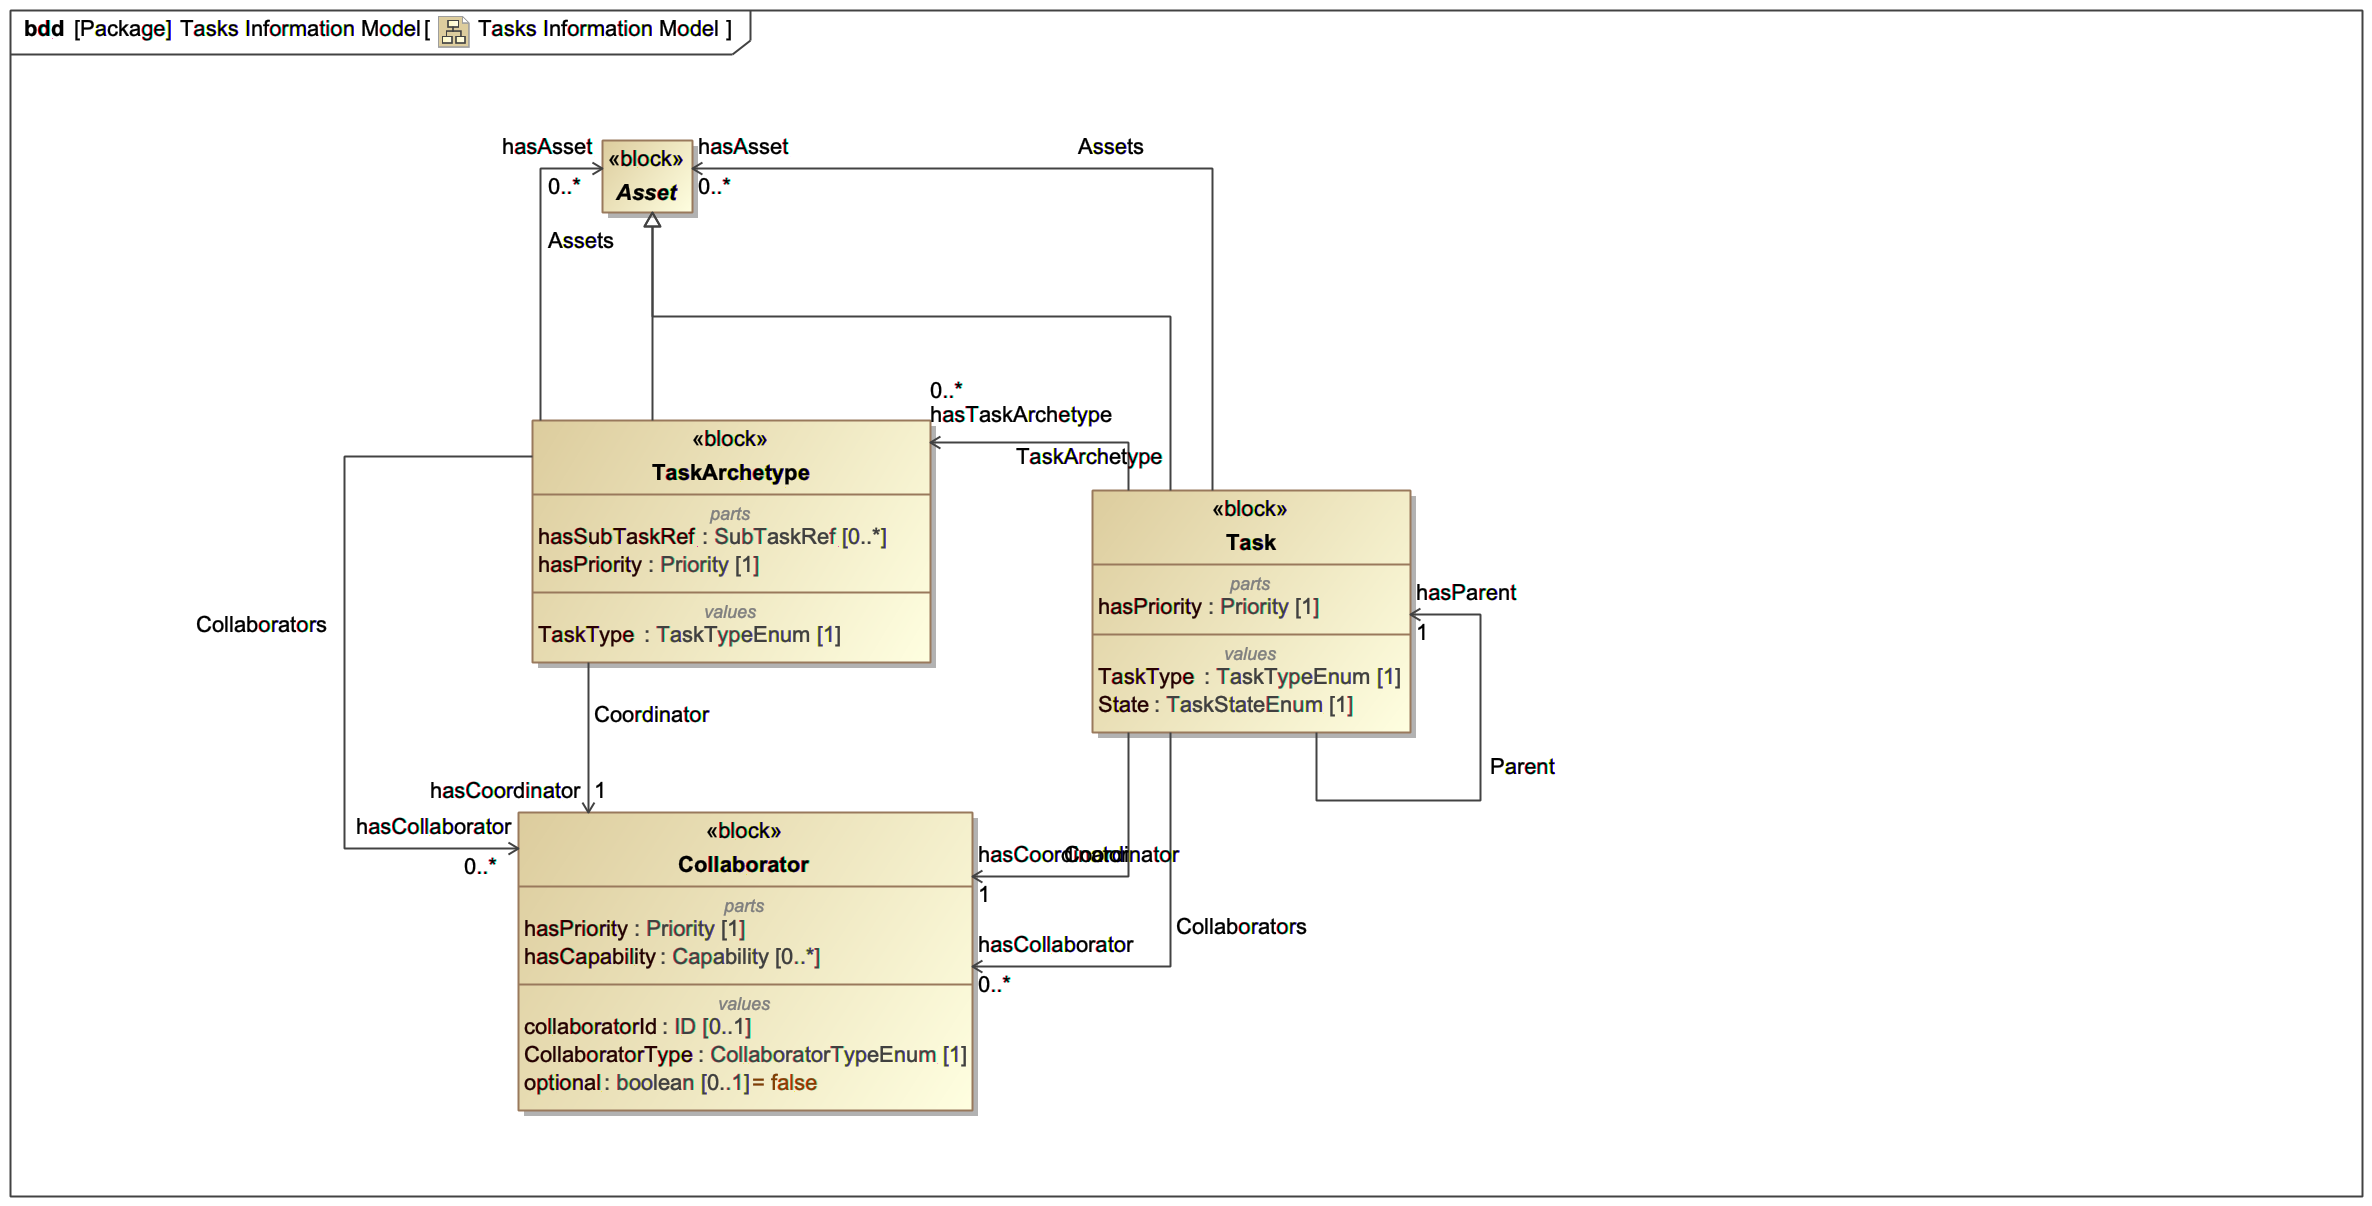 bdd [Package] Tasks Information Model [ Tasks Information Model ]
hasAsset
0..*
Assets
«block»
Asset
hasAsset
0..*
Assets
0..*
hasTaskArchetype
TaskArchetype
«block»
TaskArchetype
parts
hasSubTaskRef : SubTaskRef [0..*]
hasPriority : Priority [1]
values
TaskType : TaskTypeEnum [1]
«block»
Task
parts
hasPriority : Priority [1]
values
TaskType : TaskTypeEnum [1]
State : TaskStateEnum [1]
hasParent
1
Parent
Collaborators
Coordinator
hasCoordinator 1
hasCollaborator
0..*
«block»
Collaborator
parts
hasPriority : Priority [1]
hasCapability : Capability [0..*]
values
collaboratorId : ID [0..1]
CollaboratorType : CollaboratorTypeEnum [1]
optional : boolean [0..1] = false
hasCoordinator
Coordinator
1
Collaborators
hasCollaborator
0..*